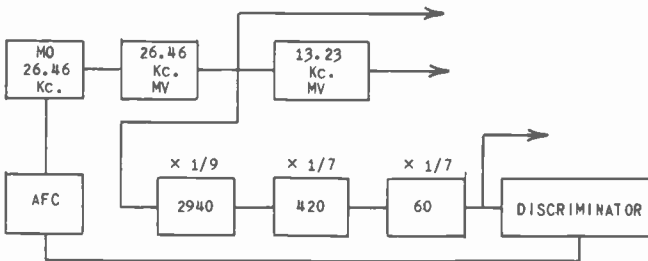 MO
26.46
Kc.
26.46
Kc.
MV
13.23
Kc.
MV
× 1/9
× 1/7
× 1/7
AFC
2940
420
60
DISCRIMINATOR